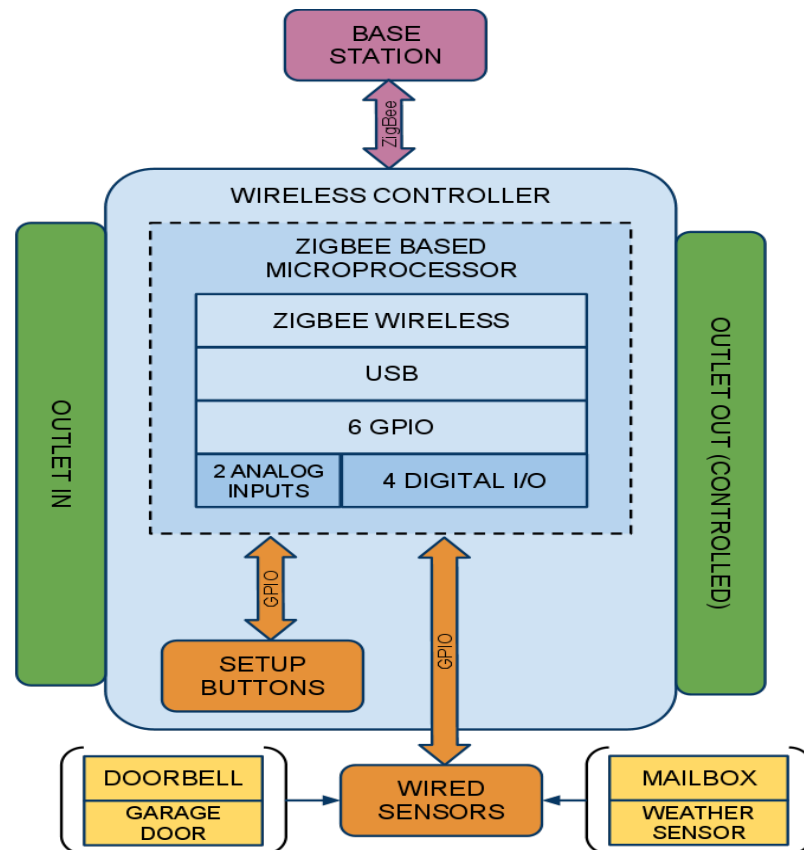 BASE
STATION
ZigBee
WIRELESS CONTROLLER
ZIGBEE BASED
MICROPROCESSOR
ZIGBEE WIRELESS
USB
6 GPIO
2 ANALOG
INPUTS
4 DIGITAL I/O
OUTLET IN
OUTLET OUT (CONTROLLED)
GPIO
GPIO
SETUP
BUTTONS
DOORBELL
GARAGE
DOOR
WIRED
SENSORS
MAILBOX
WEATHER
SENSOR